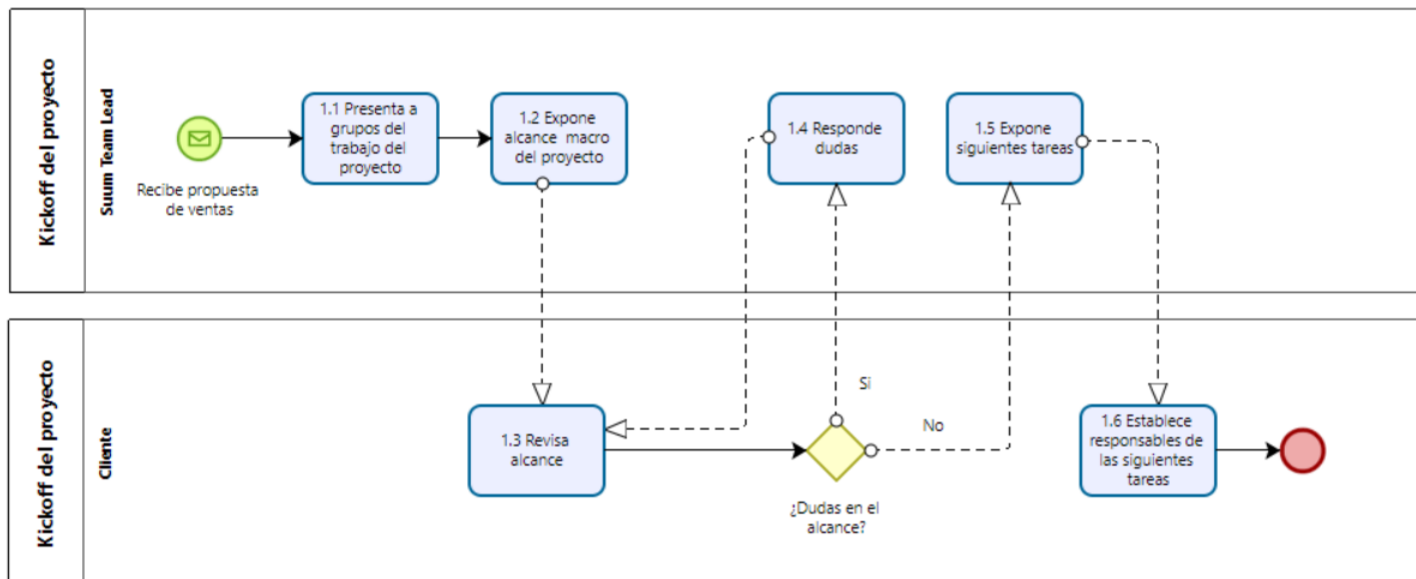 Kickoff del proyecto
Suum Team Lead
Recibe propuesta
de ventas
1.1 Presenta a
grupos del
trabajo del
proyecto
1.2 Expone
alcance macro
del proyecto
1.4 Responde
dudas
1.5 Expone
siguientes tareas
Kickoff del proyecto
Cliente
1.3 Revisa
alcance
¿Dudas en el
alcance?
Si
No
1.6 Establece
responsables de
las siguientes
tareas